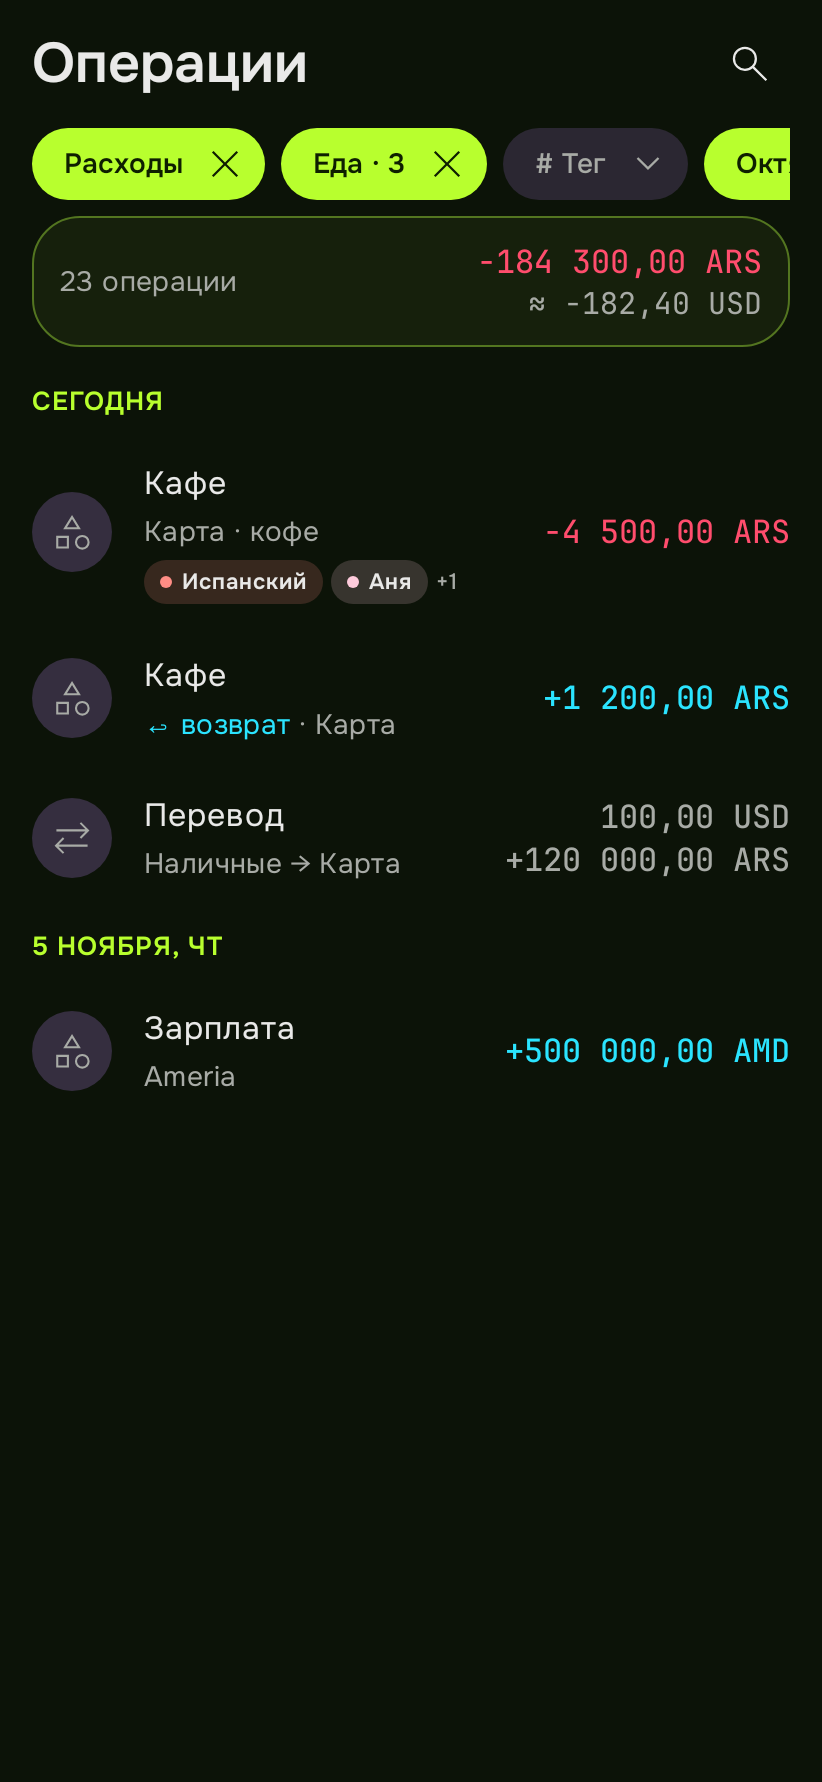 Операции
Расходы
Еда · 3
# Тег
Окт
23 операции
-184 300,00 ARS
≈ -182,40 USD
СЕГОДНЯ
Кафе
Карта · кофе
-4 500,00 ARS
Испанский
Аня
+1
Кафе
↩ возврат · Карта
+1 200,00 ARS
Перевод
Наличные → Карта
100,00 USD
+120 000,00 ARS
5 НОЯБРЯ, ЧТ
Зарплата
Ameria
+500 000,00 AMD